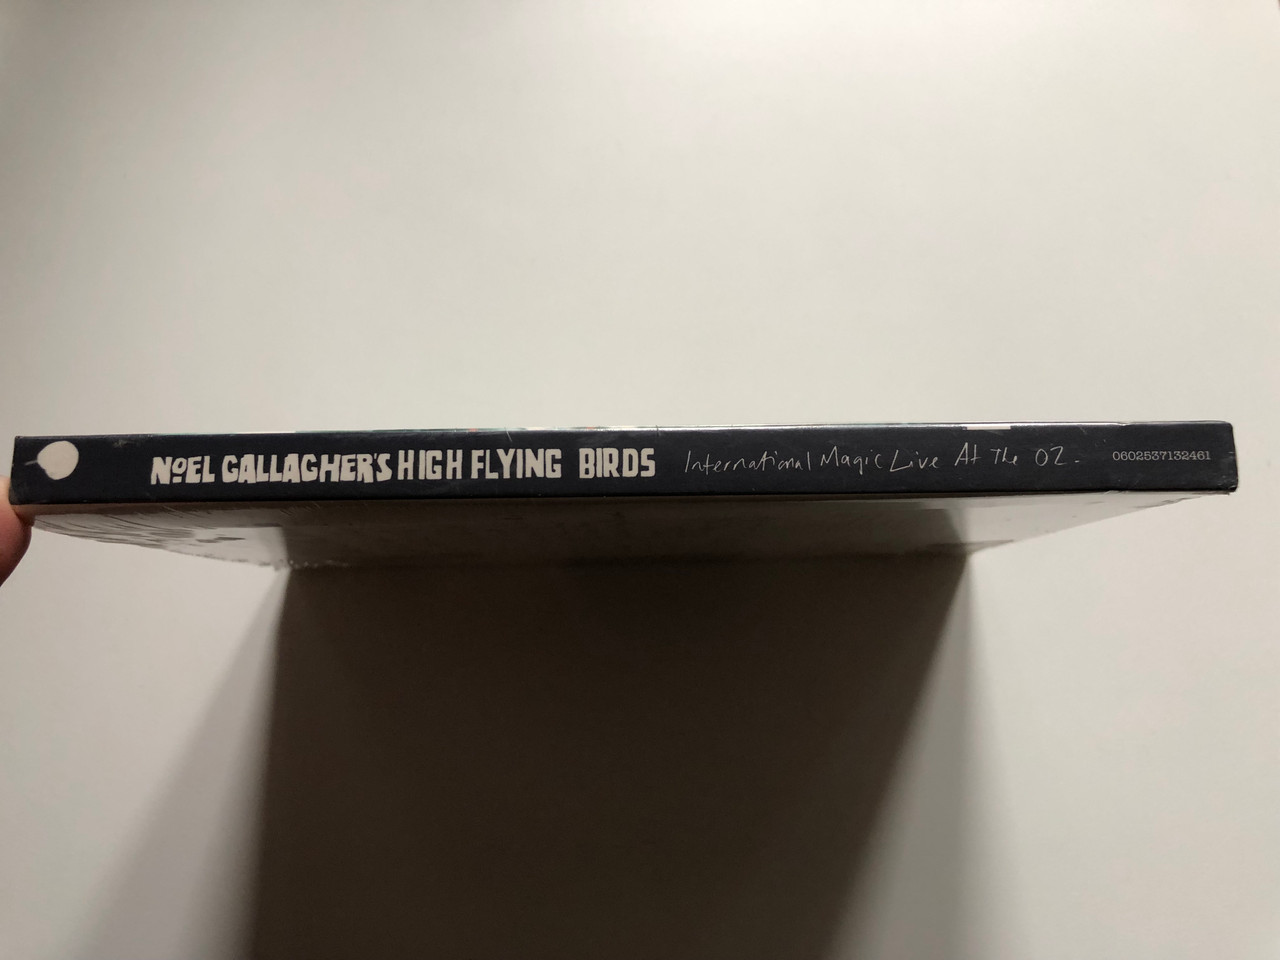 NOEL GALLAGHER'S HIGH FLYING BIRDS International Magic Live At The O2. 0602537132461